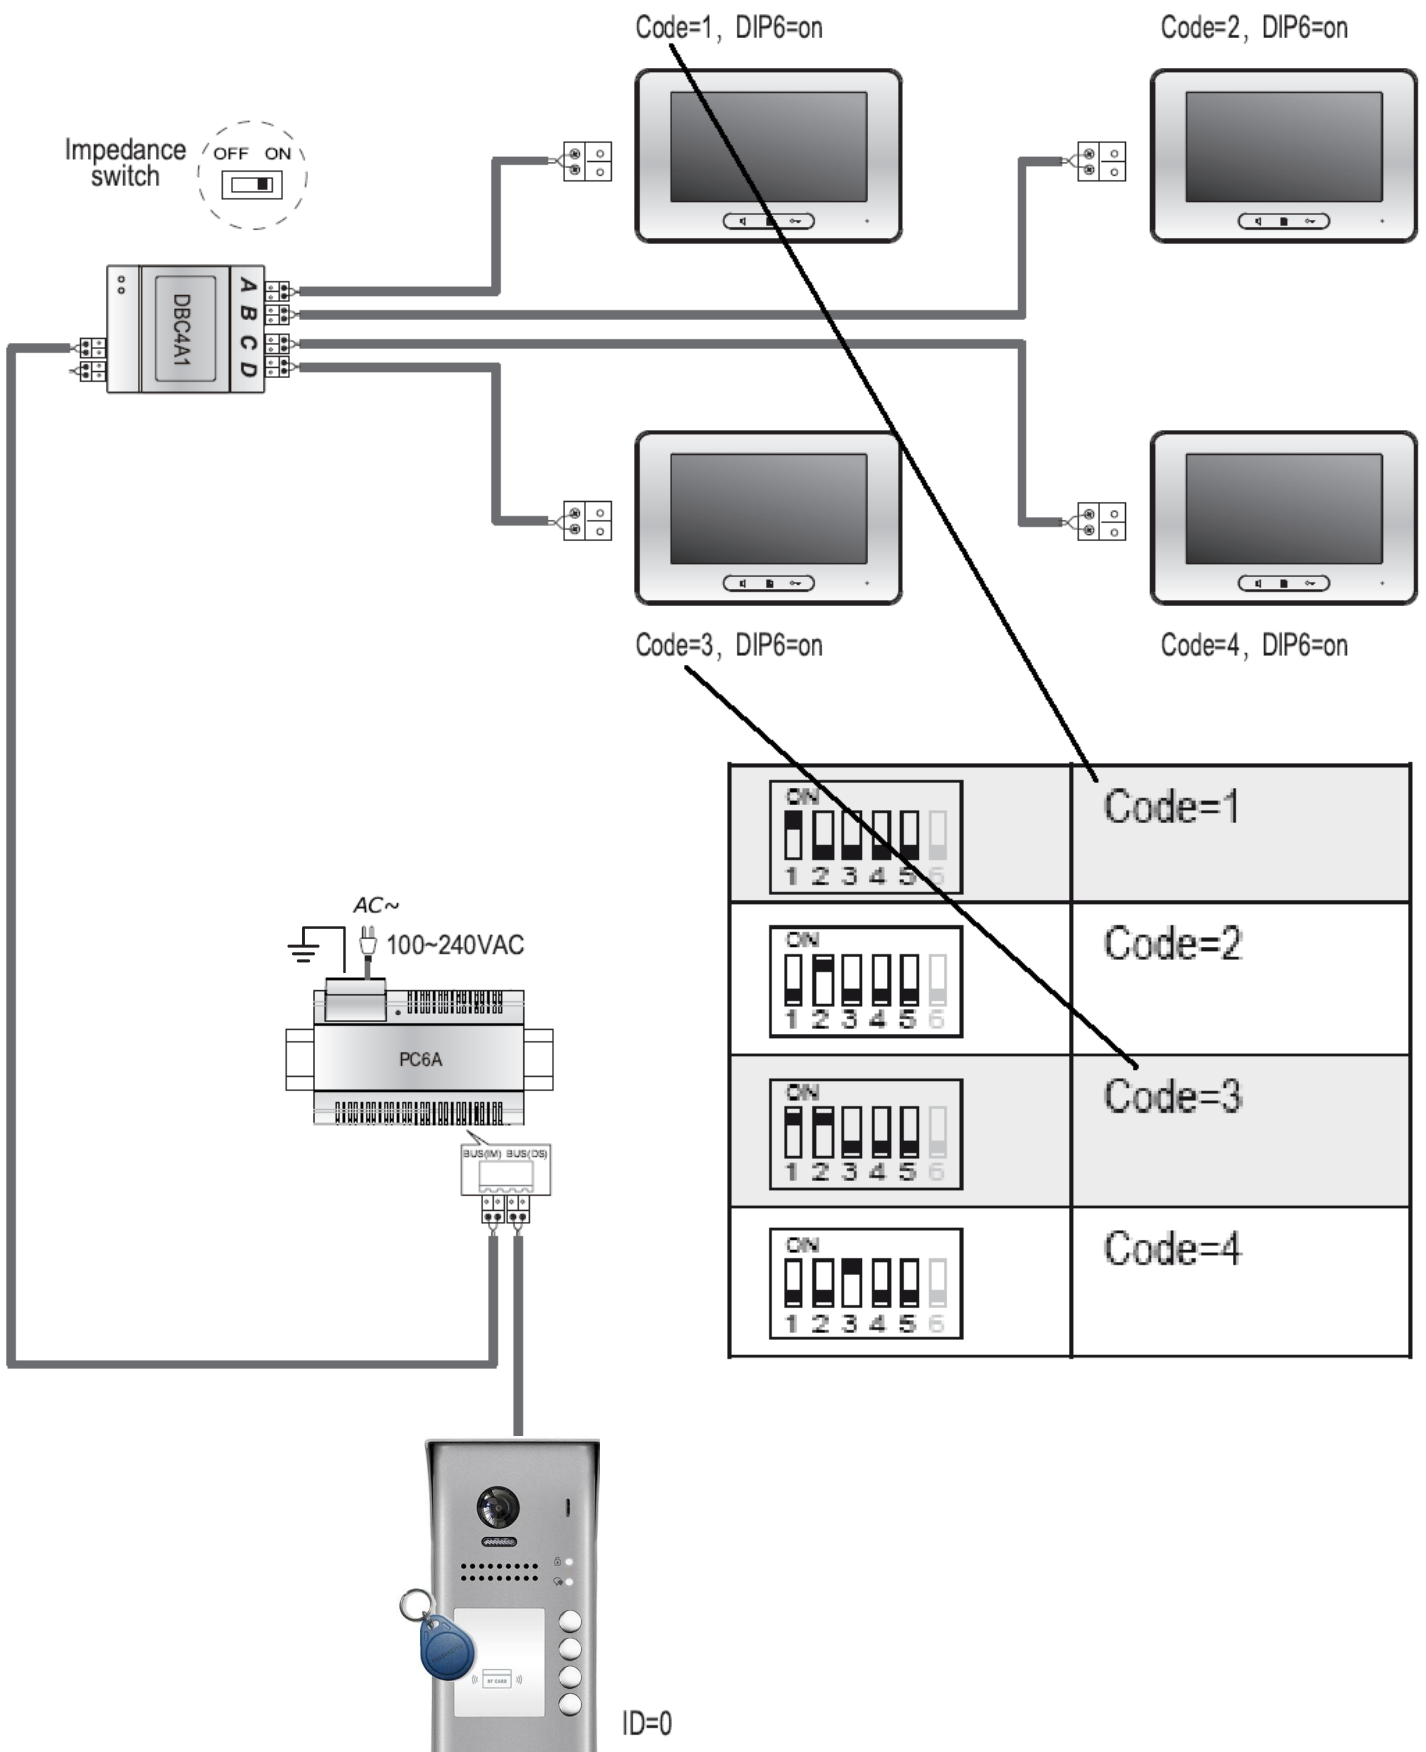 Code=1, DIP6=on
Code=2, DIP6=on
Impedance
switch
OFF ON
A
B
C
D
DBC4A1
Code=3, DIP6=on
Code=4, DIP6=on
ON
1 2 3 4 5 6
Code=1
ON
1 2 3 4 5 6
Code=2
ON
1 2 3 4 5 6
Code=3
ON
1 2 3 4 5 6
Code=4
AC~
100~240VAC
PC6A
BUS(IM) BUS(DS)
RF CARD
ID=0